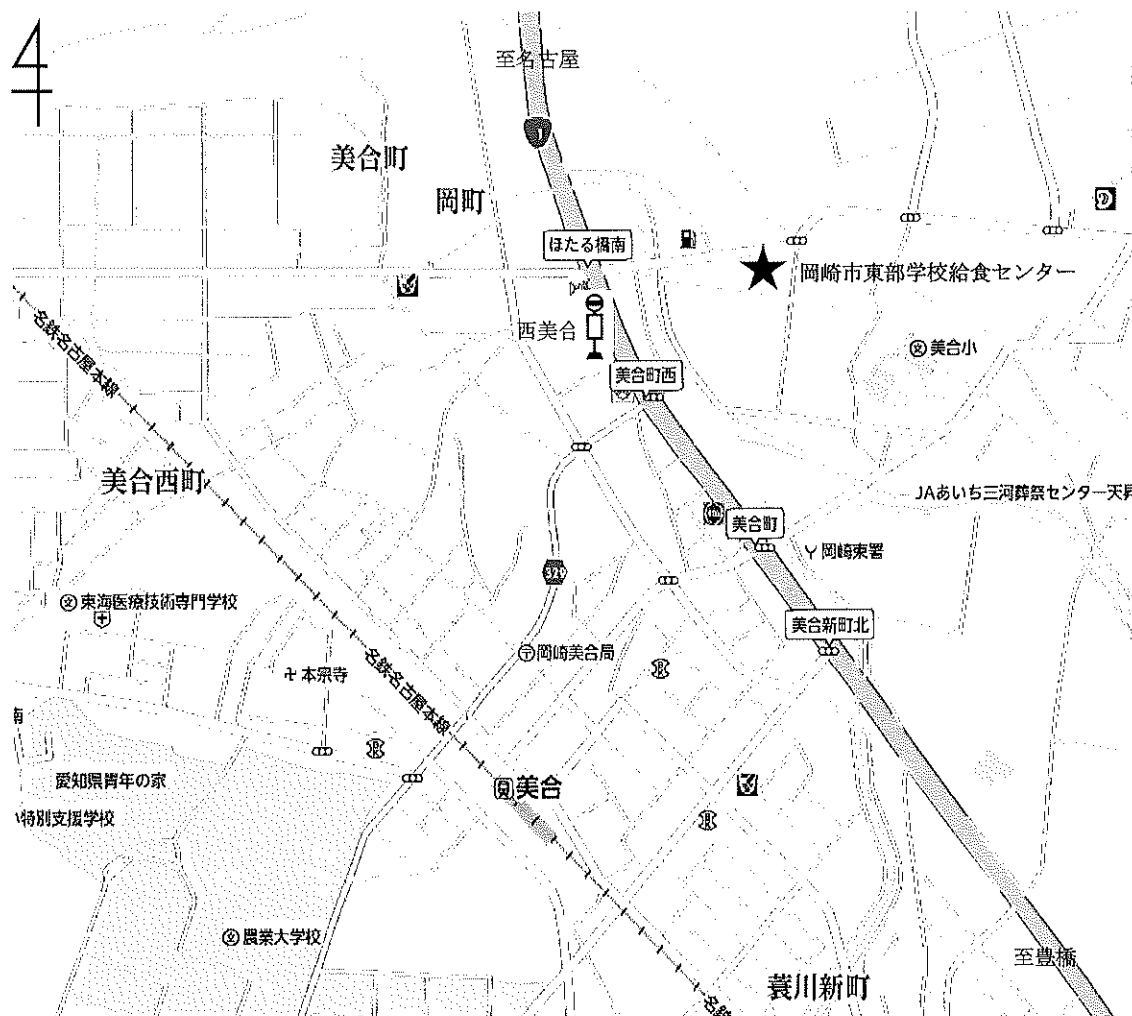 至名古屋
1
美合町
岡町
ほたる橋南
岡崎市東部学校給食センター
西美合
美合小
名鉄名古屋本線
美合町西
美合西町
JAあいち三河葬祭センター天昇
美合町
岡崎東署
329
東海医療技術専門学校
美合新町北
岡崎美合局
本宗寺
名鉄名古屋本線
南
愛知県青年の家
美合
特別支援学校
農業大学校
至豊橋
蓑川新町
名鉄